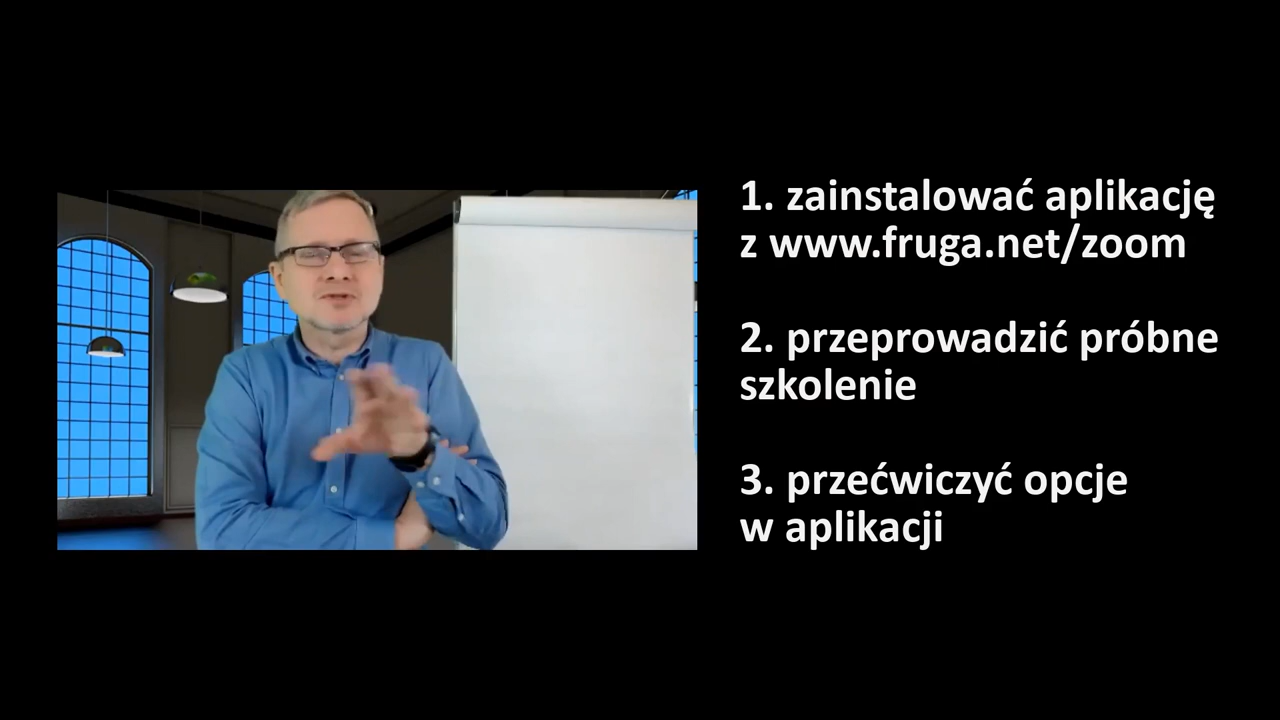 1. zainstalować aplikację
z www.fruga.net/zoom
2. przeprowadzić próbne
szkolenie
3. przećwiczyć opcje
w aplikacji